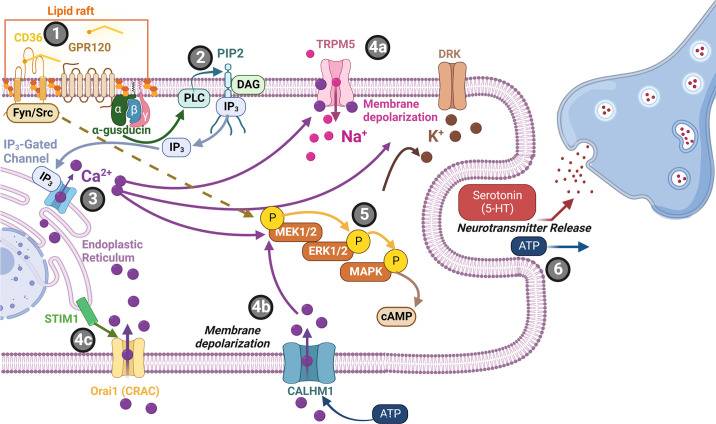 Lipid raft
CD36
1
GPR120
Fyn/Src
α
β
γ
α-gusducin
2
PIP2
PLC
DAG
IP₃
IP₃
IP₃-Gated
Channel
IP₃
Ca²⁺
3
Endoplasmic
Reticulum
STIM1
4c
Orai1 (CRAC)
TRPM5
4a
Membrane
depolarization
Na⁺
DRK
K⁺
P
MEK1/2
5
P
ERK1/2
P
MAPK
cAMP
4b
Membrane
depolarization
CALHM1
ATP
Serotonin
(5-HT)
Neurotransmitter Release
ATP
6